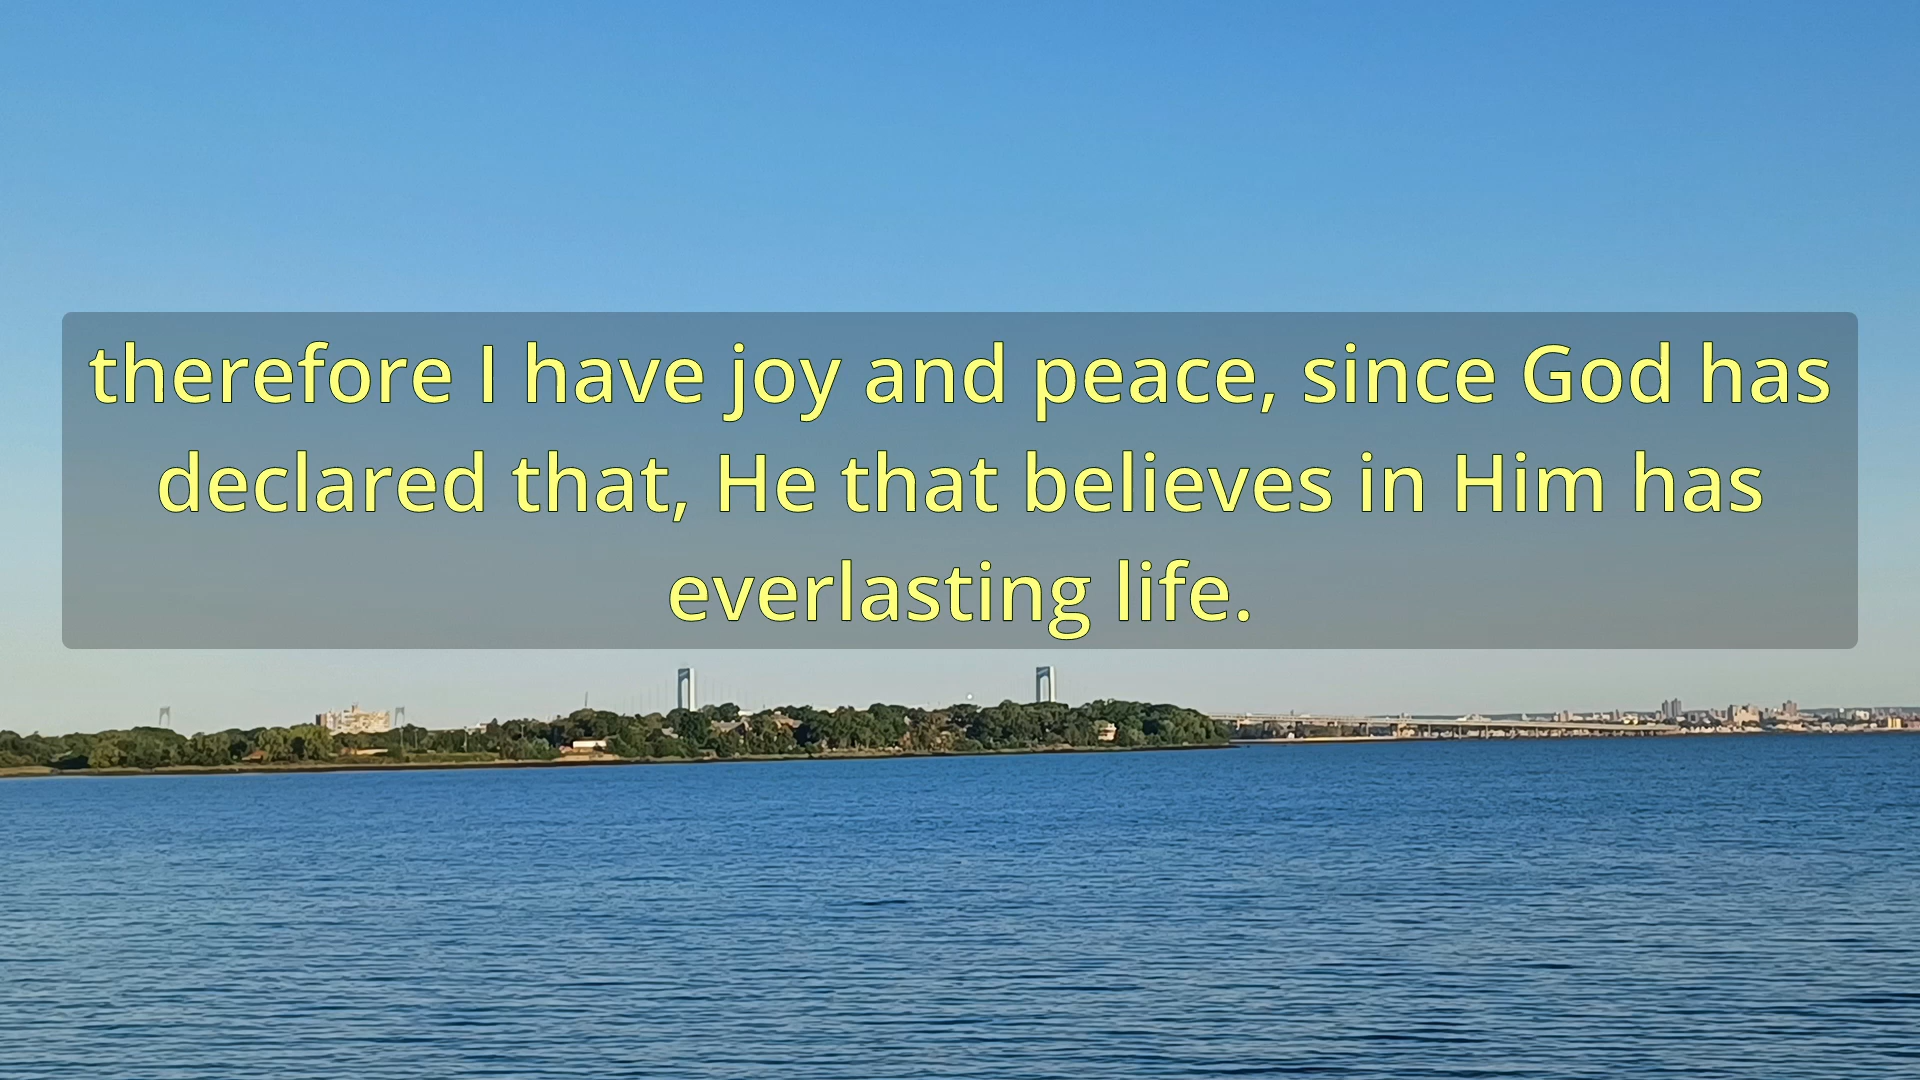 therefore I have joy and peace, since God has
declared that, He that believes in Him has
everlasting life.